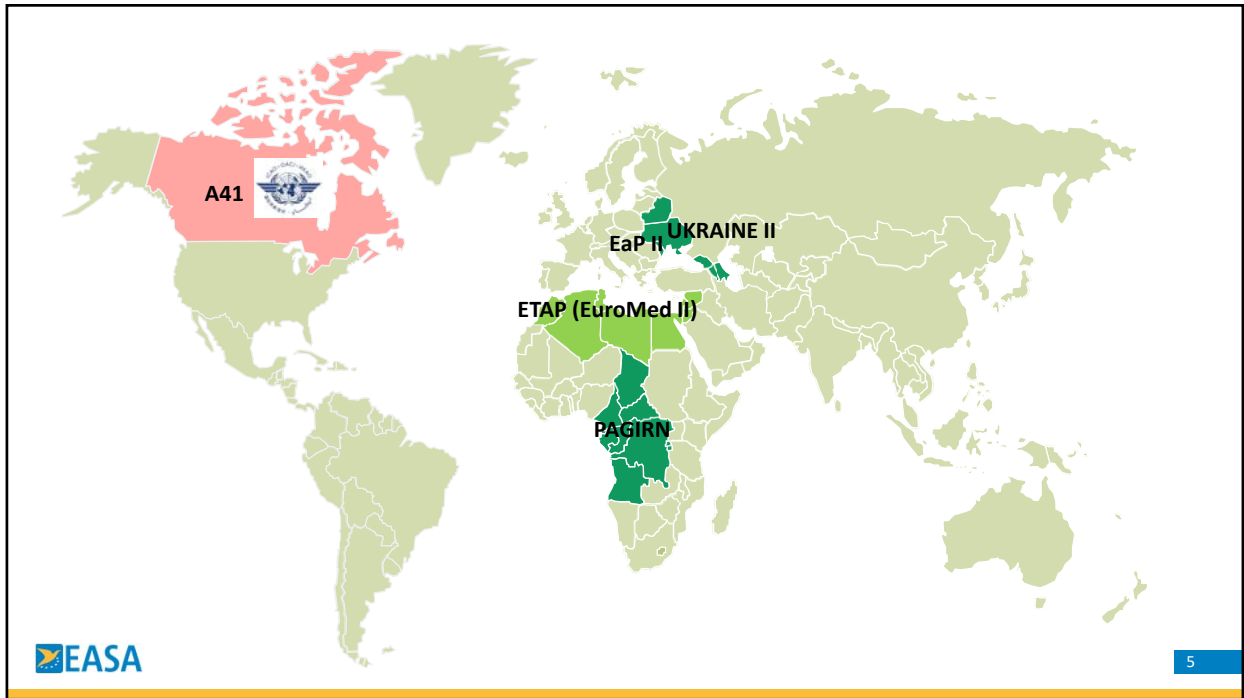 A41
UKRAINE II
EaP II
ETAP (EuroMed II)
PAGIRN
EASA
5